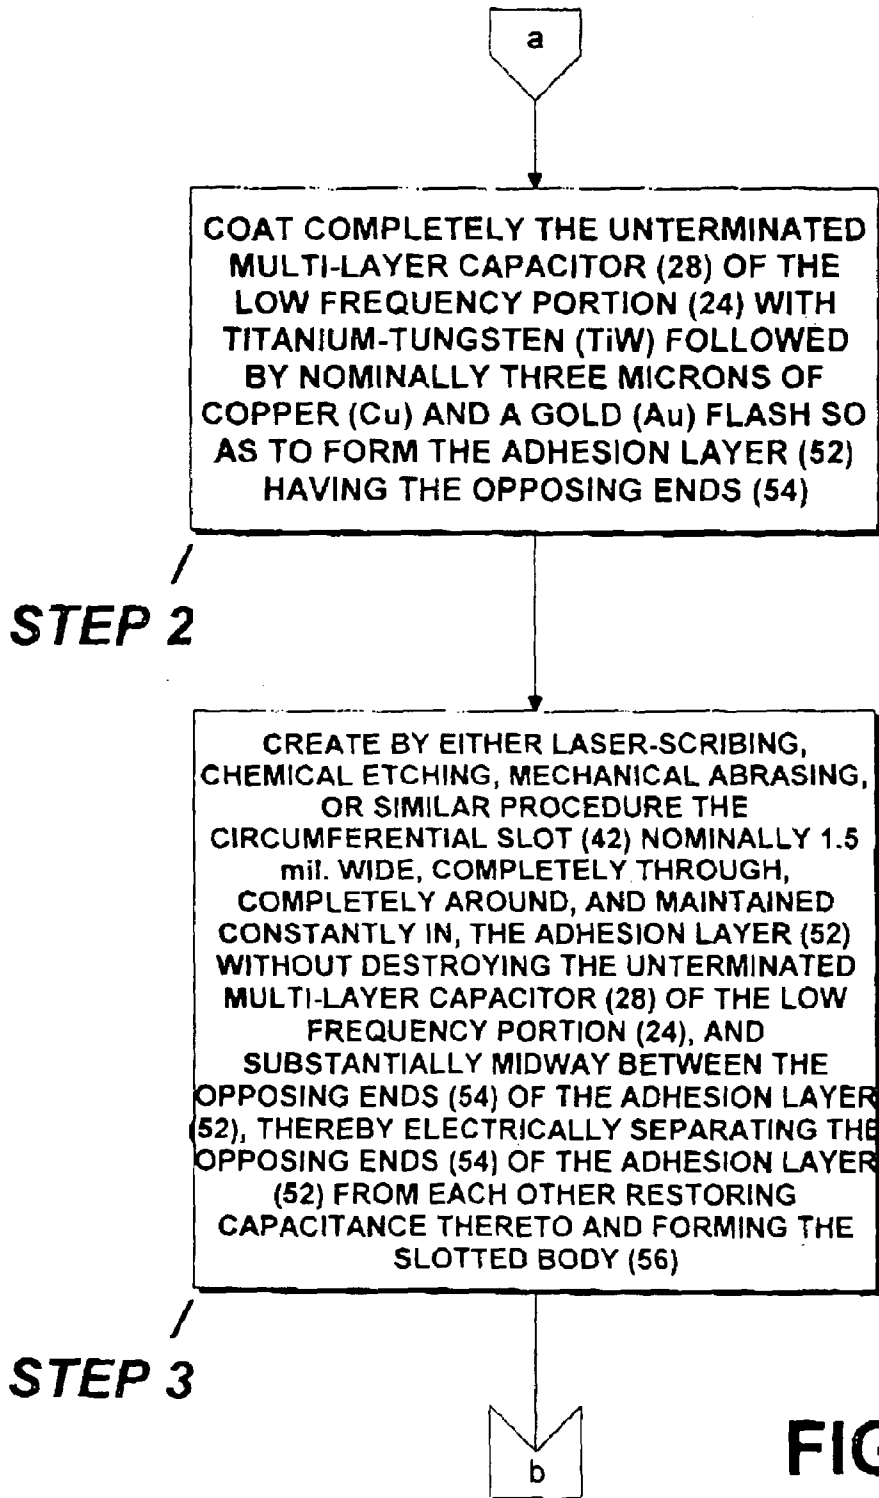 a
COAT COMPLETELY THE UNTERMINATED
MULTI-LAYER CAPACITOR (28) OF THE
LOW FREQUENCY PORTION (24) WITH
TITANIUM-TUNGSTEN (TiW) FOLLOWED
BY NOMINALLY THREE MICRONS OF
COPPER (Cu) AND A GOLD (Au) FLASH SO
AS TO FORM THE ADHESION LAYER (52)
HAVING THE OPPOSING ENDS (54)
STEP 2
CREATE BY EITHER LASER-SCRIBING,
CHEMICAL ETCHING, MECHANICAL ABRASING,
OR SIMILAR PROCEDURE THE
CIRCUMFERENTIAL SLOT (42) NOMINALLY 1.5
mil. WIDE, COMPLETELY THROUGH,
COMPLETELY AROUND, AND MAINTAINED
CONSTANTLY IN, THE ADHESION LAYER (52)
WITHOUT DESTROYING THE UNTERMINATED
MULTI-LAYER CAPACITOR (28) OF THE LOW
FREQUENCY PORTION (24), AND
SUBSTANTIALLY MIDWAY BETWEEN THE
OPPOSING ENDS (54) OF THE ADHESION LAYER
(52), THEREBY ELECTRICALLY SEPARATING THE
OPPOSING ENDS (54) OF THE ADHESION LAYER
(52) FROM EACH OTHER RESTORING
CAPACITANCE THERETO AND FORMING THE
SLOTTED BODY (56)
STEP 3
b
FIG